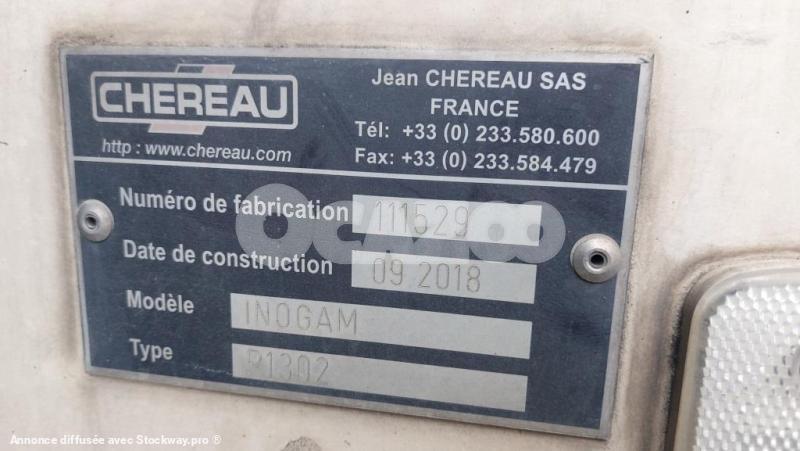 CHEREAU
http : www.chereau.com
Jean CHEREAU SAS
FRANCE
Tél: +33 (0) 233.580.600
Fax: +33 (0) 233.584.479
Numéro de fabrication 111529
Date de construction 09.2018
Modèle INOGAM
Type P1302
OCAZOO
Annonce diffusée avec Stockway.pro ®